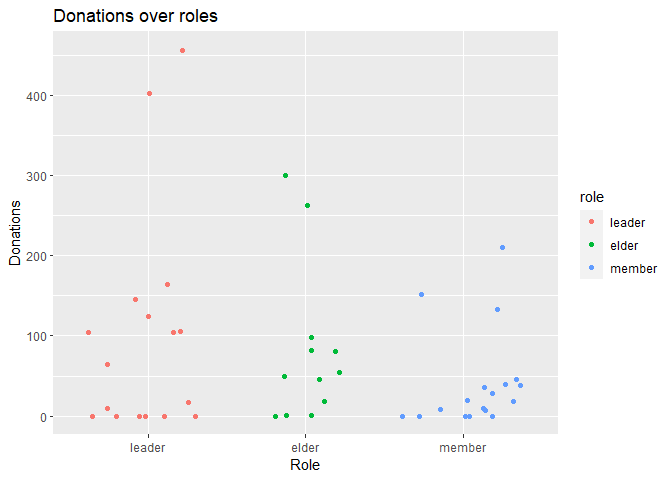 Donations over roles
400
300
200
100
0
Donations
leader
elder
member
Role
role
leader
elder
member